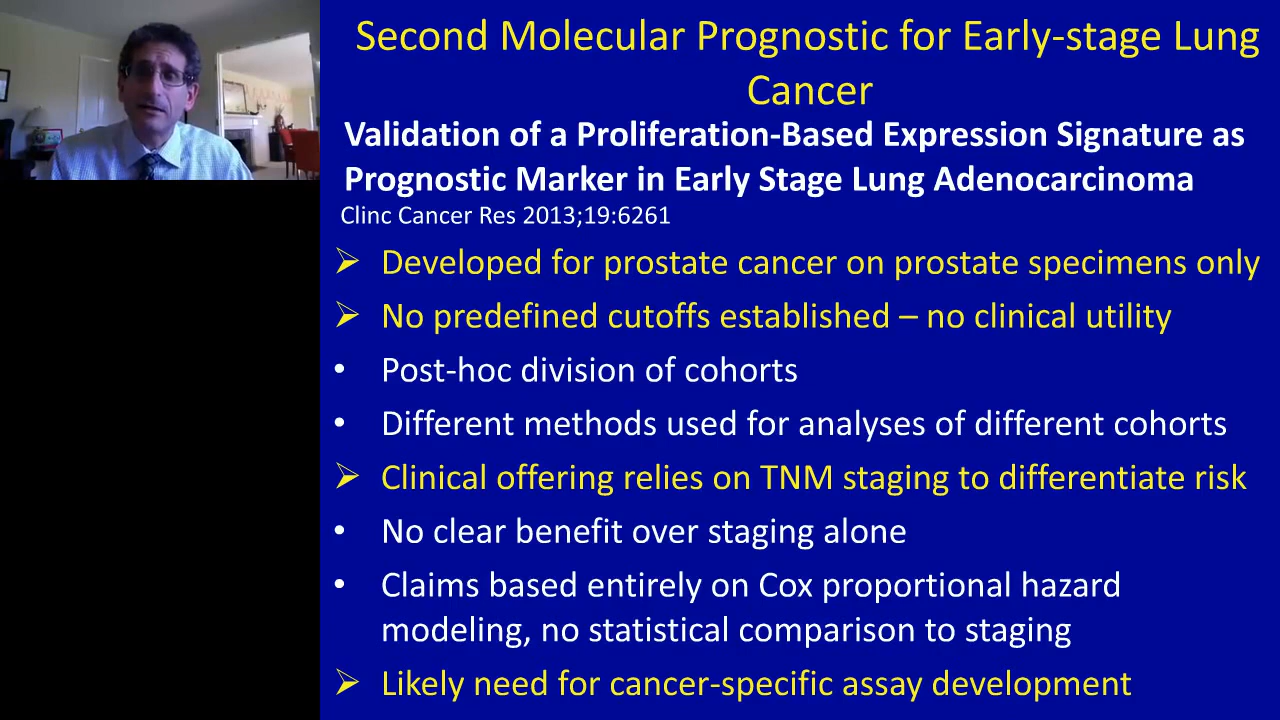 Second Molecular Prognostic for Early-stage Lung
Cancer
Validation of a Proliferation-Based Expression Signature as
Prognostic Marker in Early Stage Lung Adenocarcinoma
Clinc Cancer Res 2013;19:6261
➢ Developed for prostate cancer on prostate specimens only
➢ No predefined cutoffs established – no clinical utility
• Post-hoc division of cohorts
• Different methods used for analyses of different cohorts
➢ Clinical offering relies on TNM staging to differentiate risk
• No clear benefit over staging alone
• Claims based entirely on Cox proportional hazard
modeling, no statistical comparison to staging
➢ Likely need for cancer-specific assay development